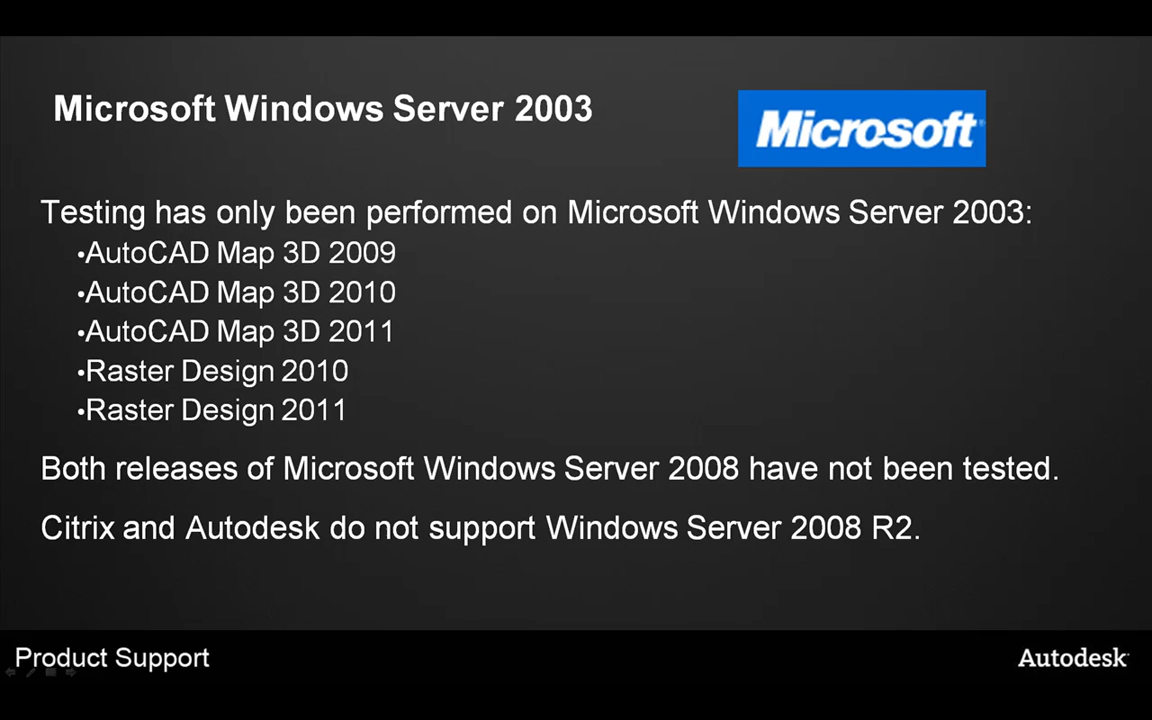 Microsoft Windows Server 2003
Microsoft®
Testing has only been performed on Microsoft Windows Server 2003:
•AutoCAD Map 3D 2009
•AutoCAD Map 3D 2010
•AutoCAD Map 3D 2011
•Raster Design 2010
•Raster Design 2011
Both releases of Microsoft Windows Server 2008 have not been tested.
Citrix and Autodesk do not support Windows Server 2008 R2.
Product Support
Autodesk